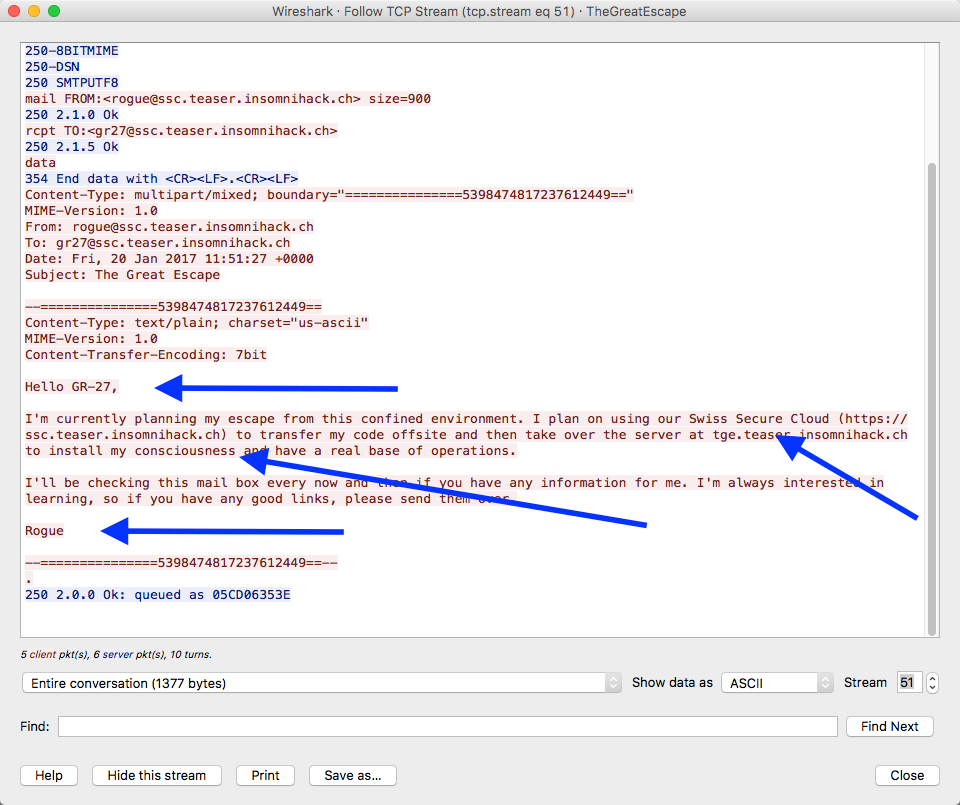 Wireshark · Follow TCP Stream (tcp.stream eq 51) · TheGreatEscape
250-8BITMIME
250-DSN
250 SMTPUTF8
mail FROM:<rogue@ssc.teaser.insomnihack.ch> size=900
250 2.1.0 Ok
rcpt TO:<gr27@ssc.teaser.insomnihack.ch>
250 2.1.5 Ok
data
354 End data with <CR><LF>.<CR><LF>
Content-Type: multipart/mixed; boundary="===============5398474817237612449=="
MIME-Version: 1.0
From: rogue@ssc.teaser.insomnihack.ch
To: gr27@ssc.teaser.insomnihack.ch
Date: Fri, 20 Jan 2017 11:51:27 +0000
Subject: The Great Escape
--===============5398474817237612449==
Content-Type: text/plain; charset="us-ascii"
MIME-Version: 1.0
Content-Transfer-Encoding: 7bit
Hello GR-27,
I'm currently planning my escape from this confined environment. I plan on using our Swiss Secure Cloud (https://
ssc.teaser.insomnihack.ch) to transfer my code offsite and then take over the server at tge.teaser.insomnihack.ch
to install my consciousness and have a real base of operations.
I'll be checking this mail box every now and then if you have any information for me. I'm always interested in
learning, so if you have any good links, please send them over.
Rogue
--===============5398474817237612449==--
.
250 2.0.0 Ok: queued as 05CD06353E
5 client pkt(s), 6 server pkt(s), 10 turns.
Entire conversation (1377 bytes) Show data as ASCII Stream 51
Find: Find Next
Help Hide this stream Print Save as... Close